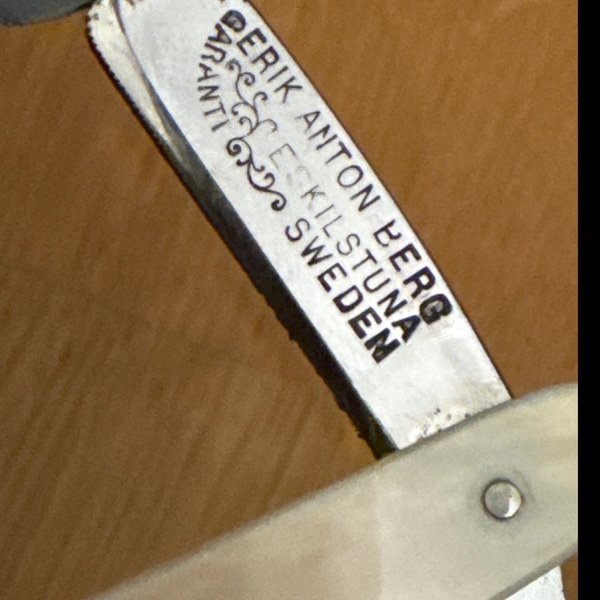 GARANTI
ERIK ANTON BERG
ESKILSTUNA
SWEDEN